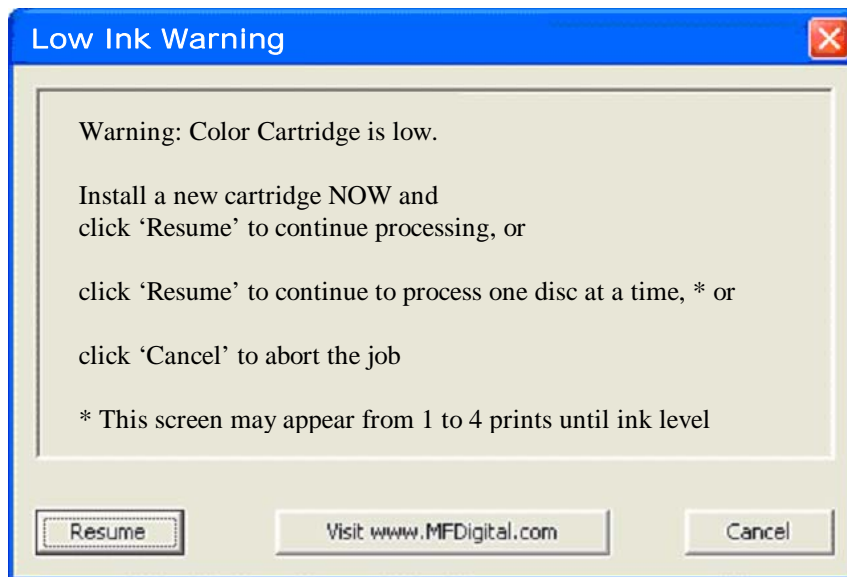 Low Ink Warning
Warning: Color Cartridge is low.
Install a new cartridge NOW and
click ‘Resume’ to continue processing, or
click ‘Resume’ to continue to process one disc at a time, * or
click ‘Cancel’ to abort the job
* This screen may appear from 1 to 4 prints until ink level
Resume Visit www.MFDigital.com Cancel